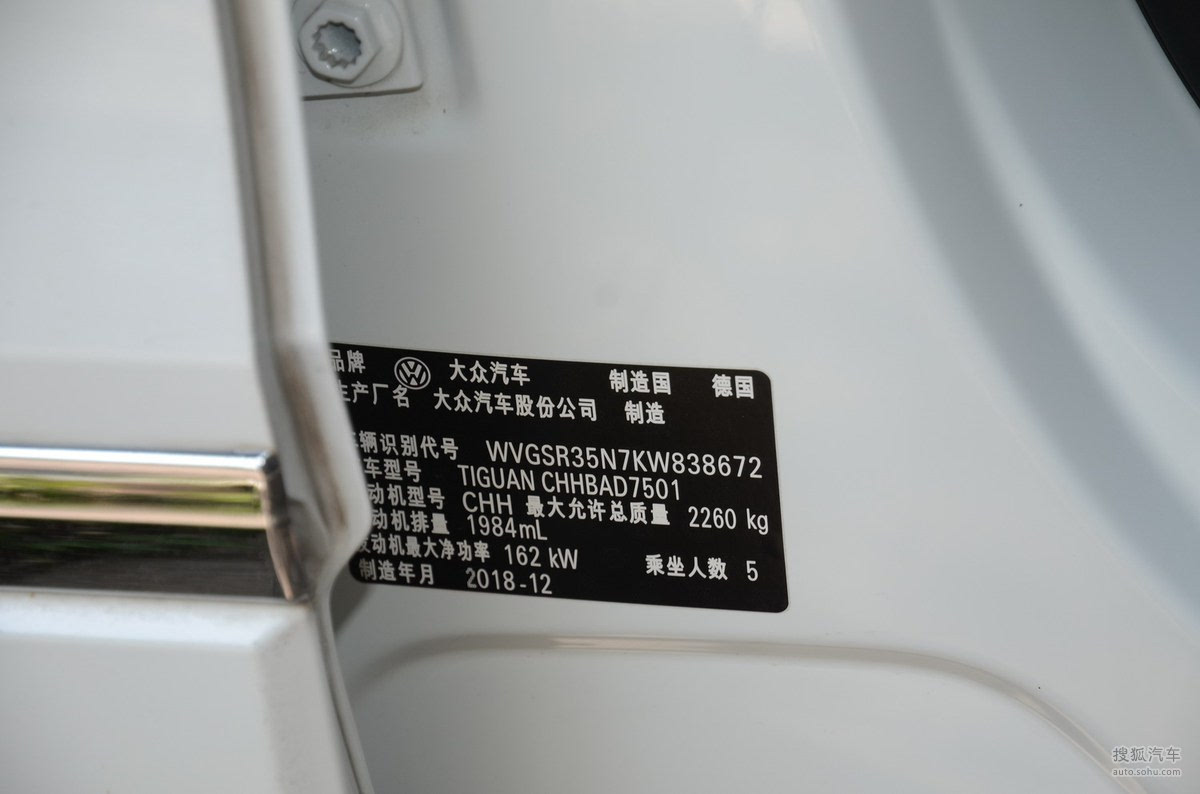 品牌 大众汽车 制造国 德国
生产厂名 大众汽车股份公司 制造
车辆识别代号 WVGSR35N7KW838672
车型号 TIGUAN CHHBAD7501
动机型号 CHH 最大允许总质量 2260 kg
动机排量 1984mL
发动机最大净功率 162 kW 乘坐人数 5
制造年月 2018-12
搜狐汽车
auto.sohu.com